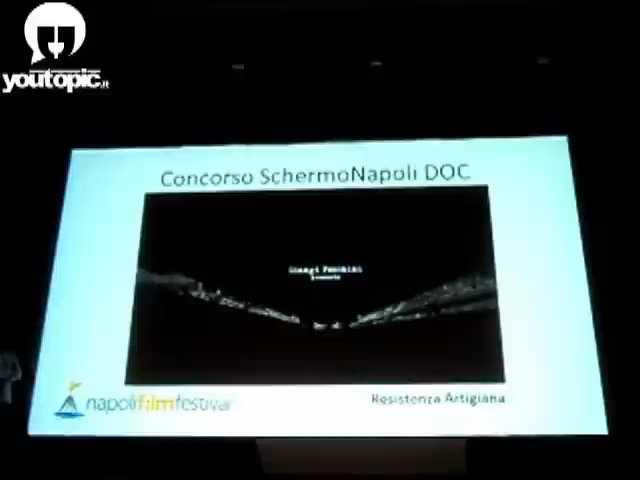 youtopic.it
Concorso SchermoNapoli DOC
napolifilmfestival
Resistenza Artigiana